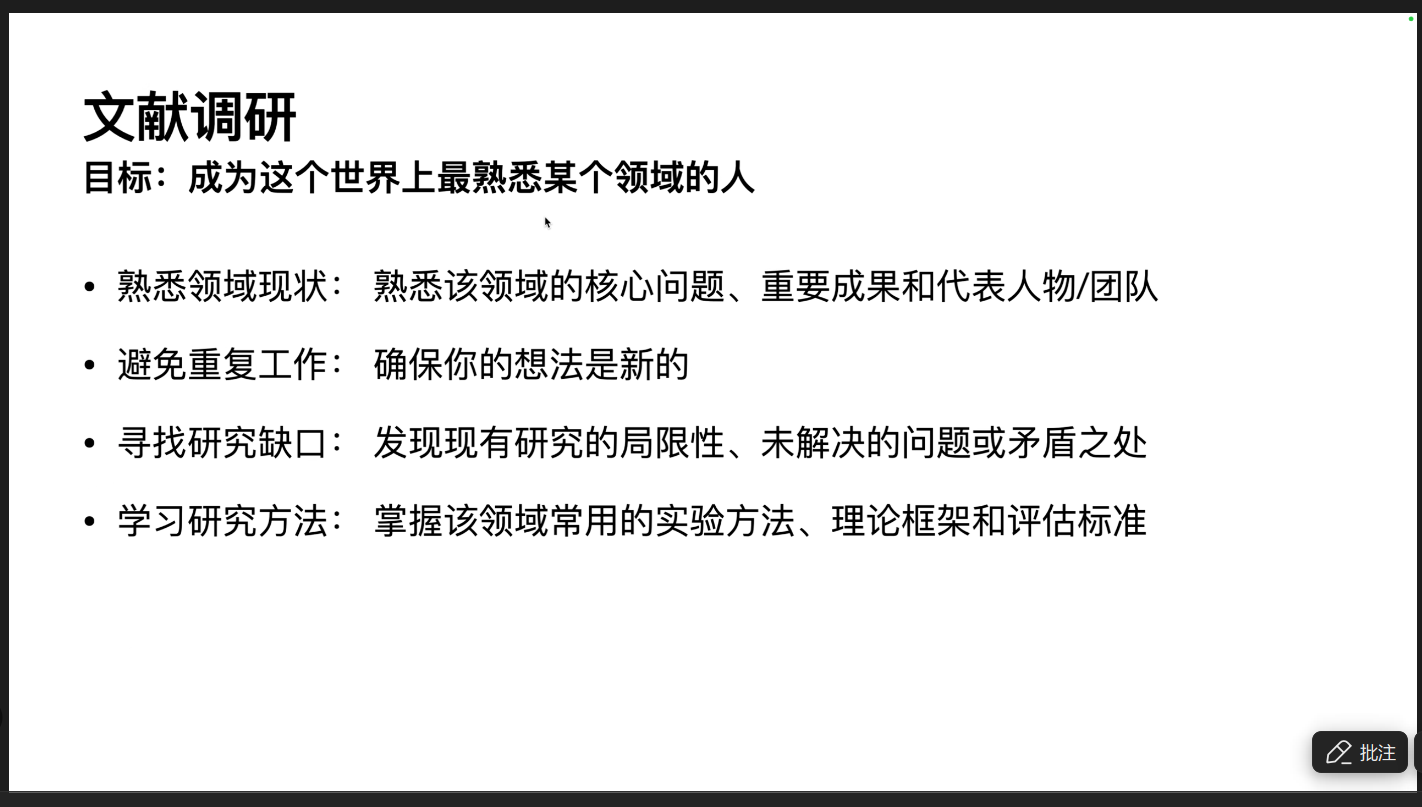 文献调研
目标：成为这个世界上最熟悉某个领域的人
• 熟悉领域现状： 熟悉该领域的核心问题、重要成果和代表人物/团队
• 避免重复工作： 确保你的想法是新的
• 寻找研究缺口： 发现现有研究的局限性、未解决的问题或矛盾之处
• 学习研究方法： 掌握该领域常用的实验方法、理论框架和评估标准
批注